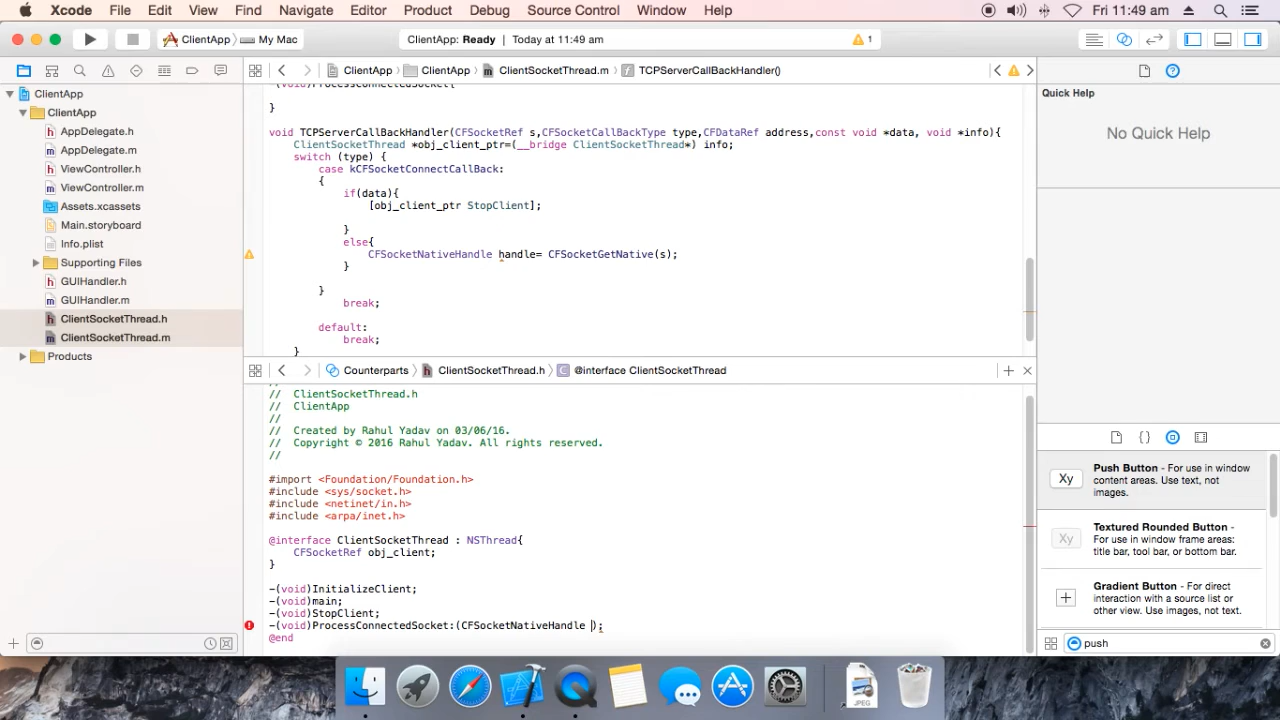 Xcode File Edit View Find Navigate Editor Product Debug Source Control Window Help Fri 11:49 am
ClientApp My Mac ClientApp: Ready | Today at 11:49 am 1
ClientApp ClientApp ClientSocketThread.m TCPServerCallBackHandler()
ClientApp
ClientApp
AppDelegate.h
AppDelegate.m
ViewController.h
ViewController.m
Assets.xcassets
Main.storyboard
Info.plist
Supporting Files
GUIHandler.h
GUIHandler.m
ClientSocketThread.h
ClientSocketThread.m
Products
-(void)ProcessConnectedSocket{
}
void TCPServerCallBackHandler(CFSocketRef s,CFSocketCallBackType type,CFDataRef address,const void *data, void *info){
ClientSocketThread *obj_client_ptr=(__bridge ClientSocketThread*) info;
switch (type) {
case kCFSocketConnectCallBack:
{
if(data){
[obj_client_ptr StopClient];
}
else{
CFSocketNativeHandle handle= CFSocketGetNative(s);
}
}
break;
default:
break;
}
Counterparts ClientSocketThread.h @interface ClientSocketThread
// ClientSocketThread.h
// ClientApp
//
// Created by Rahul Yadav on 03/06/16.
// Copyright © 2016 Rahul Yadav. All rights reserved.
//
#import <Foundation/Foundation.h>
#include <sys/socket.h>
#include <netinet/in.h>
#include <arpa/inet.h>
@interface ClientSocketThread : NSThread{
CFSocketRef obj_client;
}
-(void)InitializeClient;
-(void)main;
-(void)StopClient;
-(void)ProcessConnectedSocket:(CFSocketNativeHandle );
@end
Quick Help
No Quick Help
Xy
Push Button - For use in window
content areas. Use text, not
images.
Xy
Textured Rounded Button -
For use in window frame areas:
title bar, tool bar, or bottom bar.
Gradient Button - For direct
interaction with a source list or
other view. Use images, not text.
push
JPEG